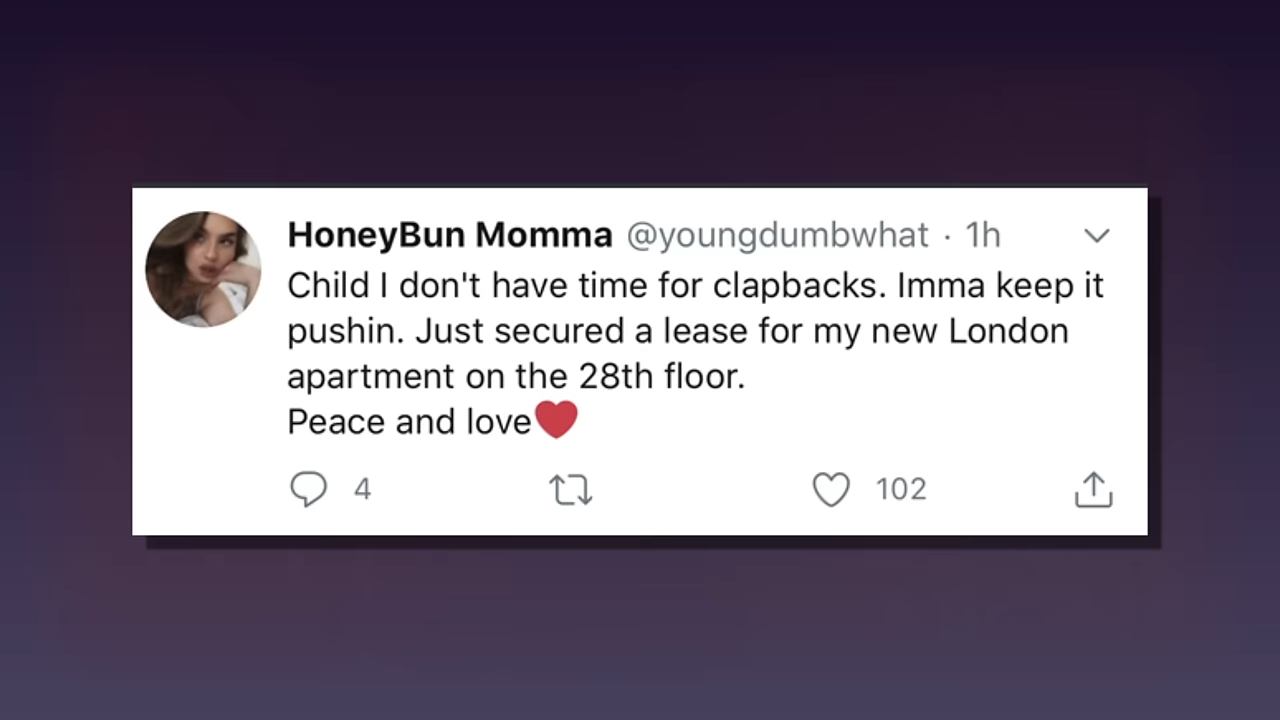 HoneyBun Momma @youngdumbwhat · 1h
Child I don't have time for clapbacks. Imma keep it
pushin. Just secured a lease for my new London
apartment on the 28th floor.
Peace and love❤️
4 102